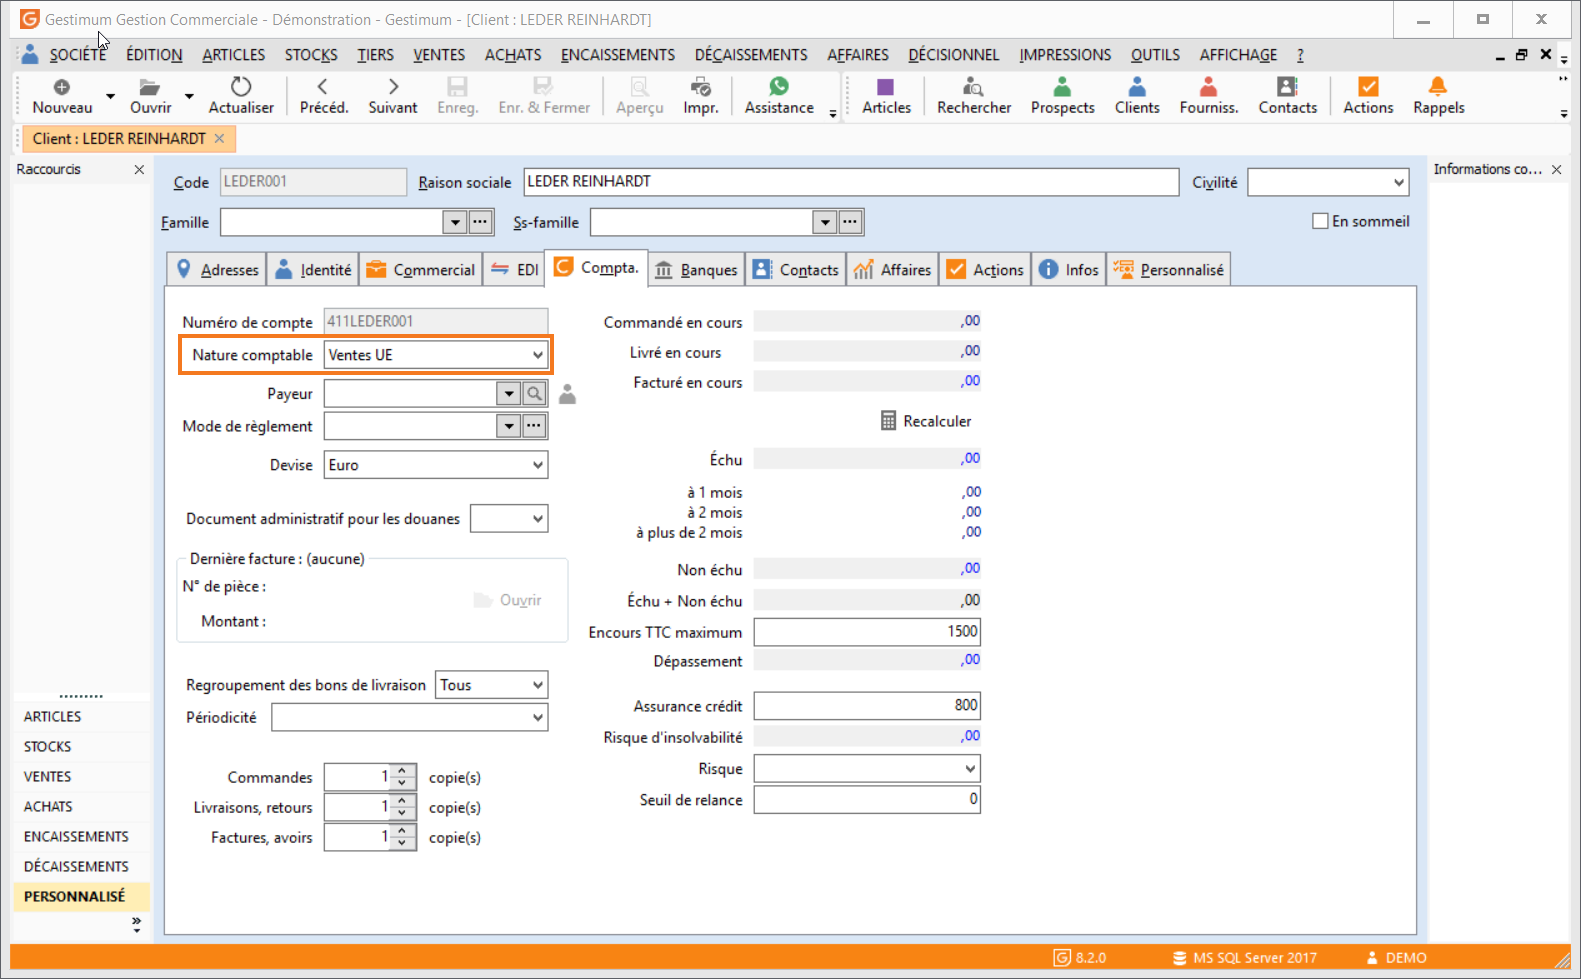 Gestimum Gestion Commerciale - Démonstration - Gestimum - [Client : LEDER REINHARDT]
SOCIÉTÉ ÉDITION ARTICLES STOCKS TIERS VENTES ACHATS ENCAISSEMENTS DÉCAISSEMENTS AFFAIRES DÉCISIONNEL IMPRESSIONS OUTILS AFFICHAGE ?
Nouveau Ouvrir Actualiser Précéd. Suivant Enreg. Enr. & Fermer Aperçu Impr. Assistance Articles Rechercher Prospects Clients Fourniss. Contacts Actions Rappels
Client : LEDER REINHARDT
Raccourcis
Informations co...
Code LEDER001 Raison sociale LEDER REINHARDT Civilité
Famille Ss-famille En sommeil
Adresses Identité Commercial EDI Compta. Banques Contacts Affaires Actions Infos Personnalisé
Numéro de compte 411LEDER001
Nature comptable Ventes UE
Payeur
Mode de règlement
Devise Euro
Document administratif pour les douanes
Dernière facture : (aucune)
N° de pièce :
Ouvrir
Montant :
Regroupement des bons de livraison Tous
Périodicité
Commandes 1 copie(s)
Livraisons, retours 1 copie(s)
Factures, avoirs 1 copie(s)
Commandé en cours ,00
Livré en cours ,00
Facturé en cours ,00
Recalculer
Échu ,00
à 1 mois ,00
à 2 mois ,00
à plus de 2 mois ,00
Non échu ,00
Échu + Non échu ,00
Encours TTC maximum 1500
Dépassement ,00
Assurance crédit 800
Risque d'insolvabilité ,00
Risque
Seuil de relance 0
ARTICLES
STOCKS
VENTES
ACHATS
ENCAISSEMENTS
DÉCAISSEMENTS
PERSONNALISÉ
8.2.0 MS SQL Server 2017 DEMO